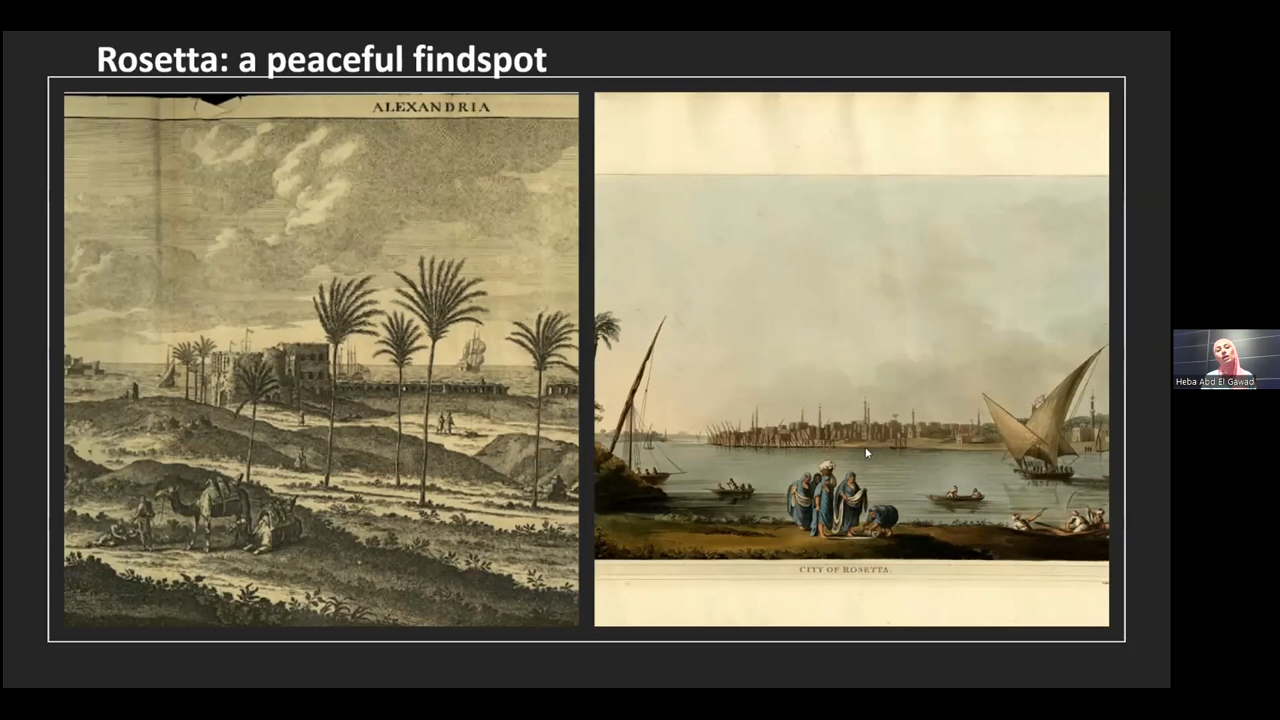 Rosetta: a peaceful findspot
ALEXANDRIA
CITY OF ROSETTA.
Heba Abd El Gawad